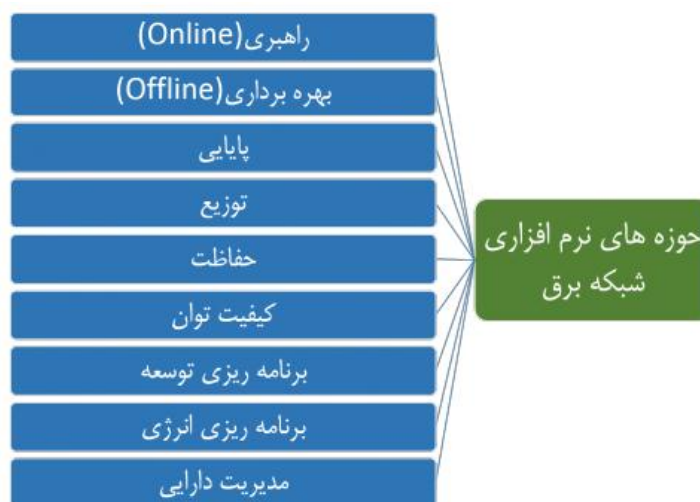 حوزه های نرم افزاری
شبکه برق
راهبری(Online)
بهره برداری(Offline)
پایایی
توزیع
حفاظت
کیفیت توان
برنامه ریزی توسعه
برنامه ریزی انرژی
مدیریت دارایی